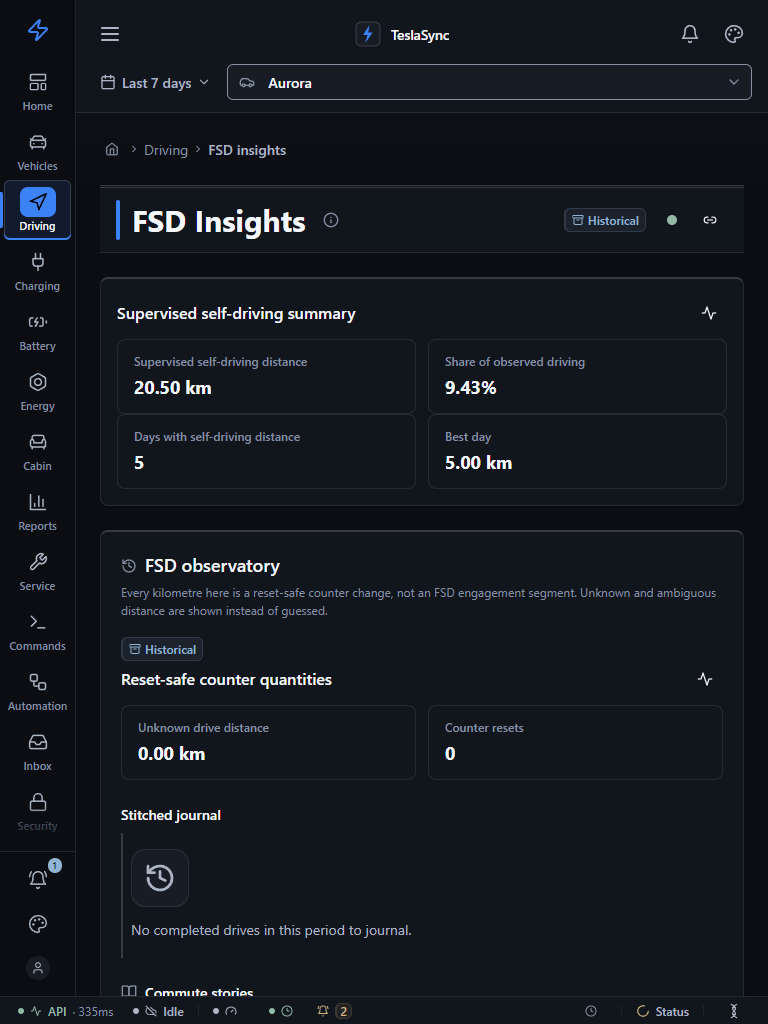 TeslaSync
Last 7 days
Aurora
Home
Vehicles
Driving
Charging
Battery
Energy
Cabin
Reports
Service
Commands
Automation
Inbox
Security
1
Driving
FSD insights
FSD Insights
Historical
Supervised self-driving summary
Supervised self-driving distance
20.50 km
Share of observed driving
9.43%
Days with self-driving distance
5
Best day
5.00 km
FSD observatory
Every kilometre here is a reset-safe counter change, not an FSD engagement segment. Unknown and ambiguous
distance are shown instead of guessed.
Historical
Reset-safe counter quantities
Unknown drive distance
0.00 km
Counter resets
0
Stitched journal
No completed drives in this period to journal.
Commute stories
API · 335ms
Idle
2
Status